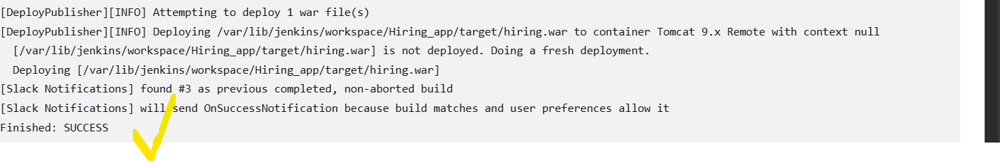 [DeployPublisher][INFO] Attempting to deploy 1 war file(s)
[DeployPublisher][INFO] Deploying /var/lib/jenkins/workspace/Hiring_app/target/hiring.war to container Tomcat 9.x Remote with context null
  [/var/lib/jenkins/workspace/Hiring_app/target/hiring.war] is not deployed. Doing a fresh deployment.
  Deploying [/var/lib/jenkins/workspace/Hiring_app/target/hiring.war]
[Slack Notifications] found #3 as previous completed, non-aborted build
[Slack Notifications] will send OnSuccessNotification because build matches and user preferences allow it
Finished: SUCCESS